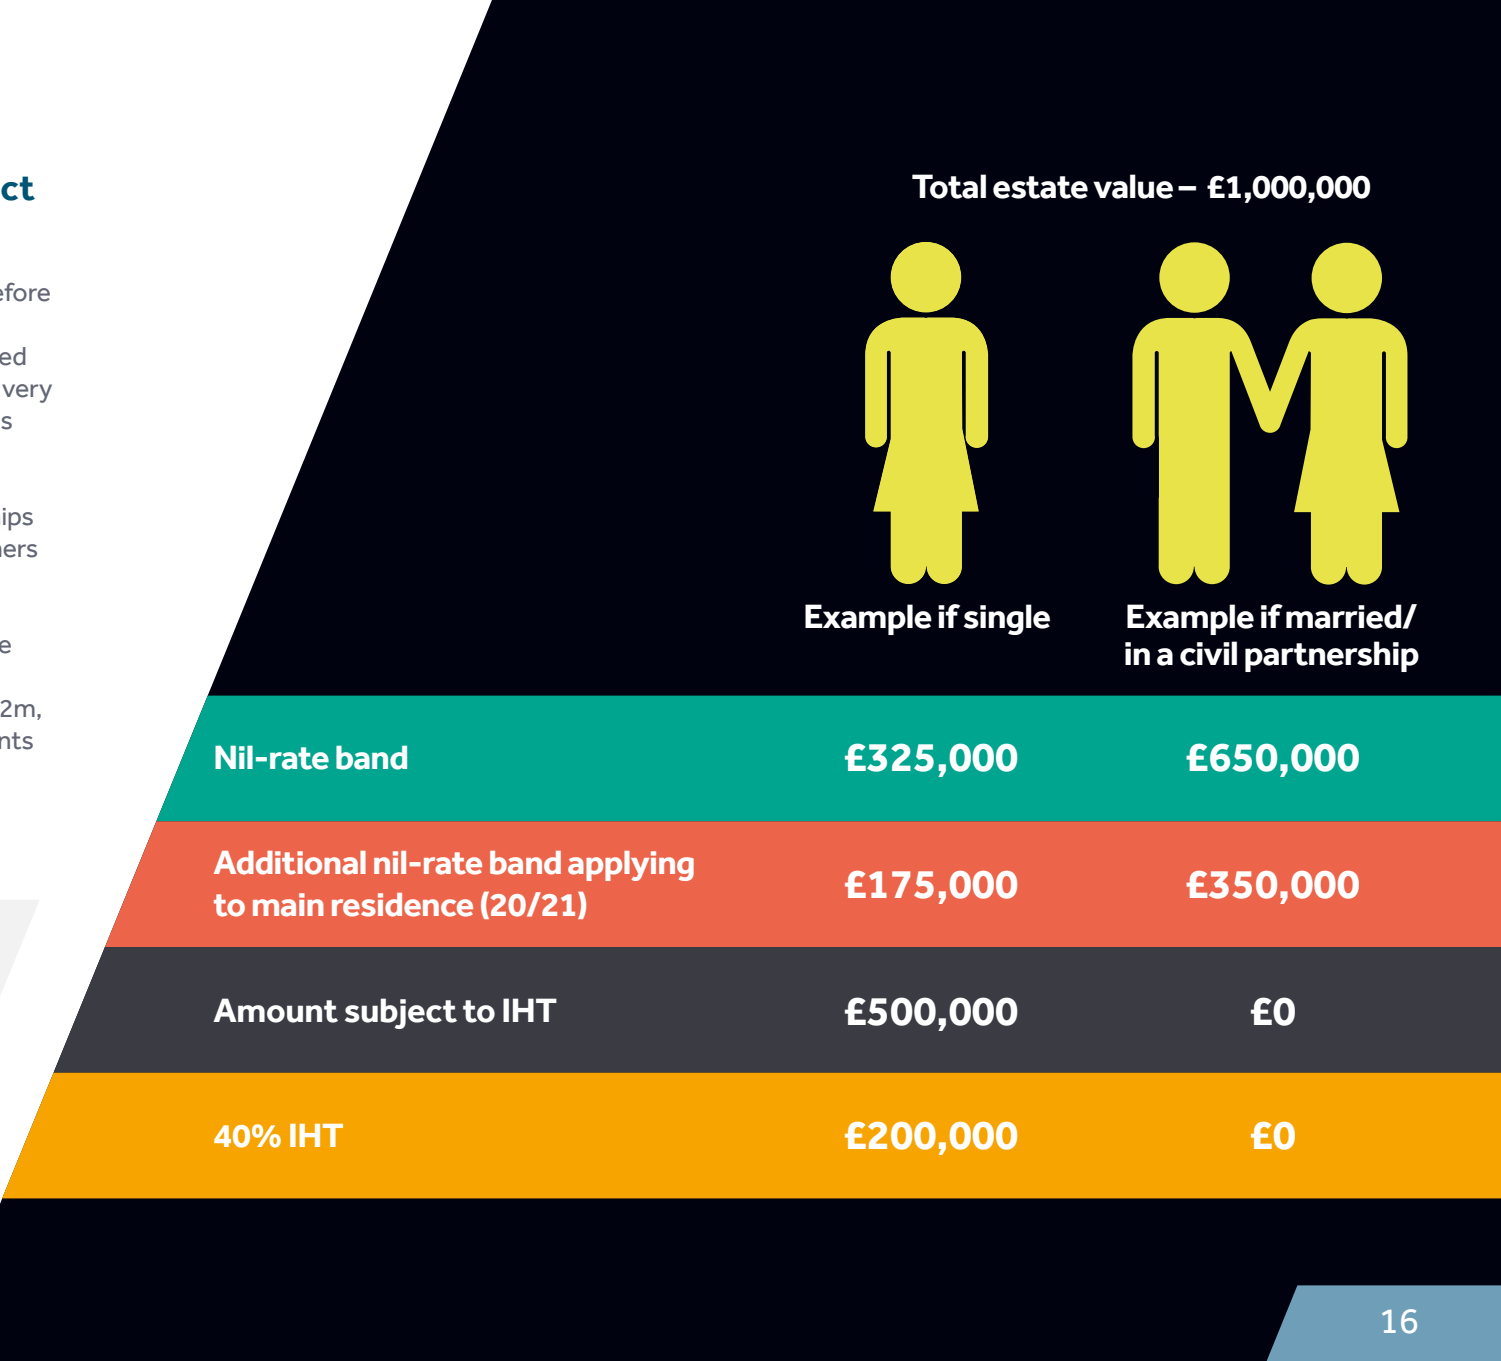 ct
efore
ed
very
s
ips
ers
e
2m,
nts
Total estate value – £1,000,000
Example if single
Example if married/
in a civil partnership
Nil-rate band £325,000 £650,000
Additional nil-rate band applying
to main residence (20/21) £175,000 £350,000
Amount subject to IHT £500,000 £0
40% IHT £200,000 £0
16